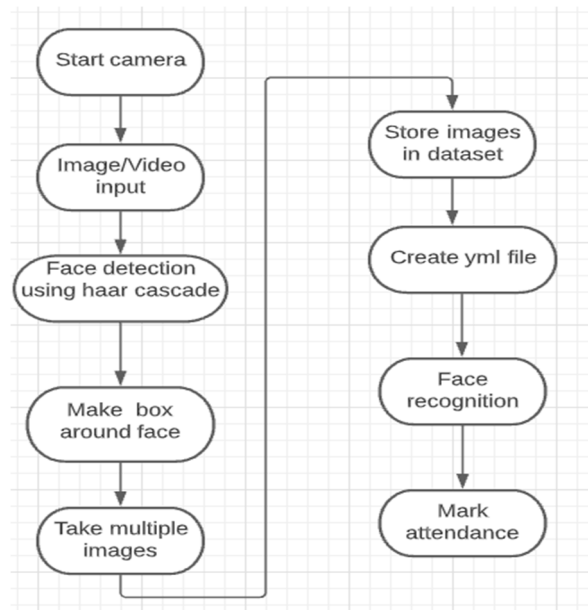 Start camera
Image/Video
input
Face detection
using haar cascade
Make box
around face
Take multiple
images
Store images
in dataset
Create yml file
Face
recognition
Mark
attendance